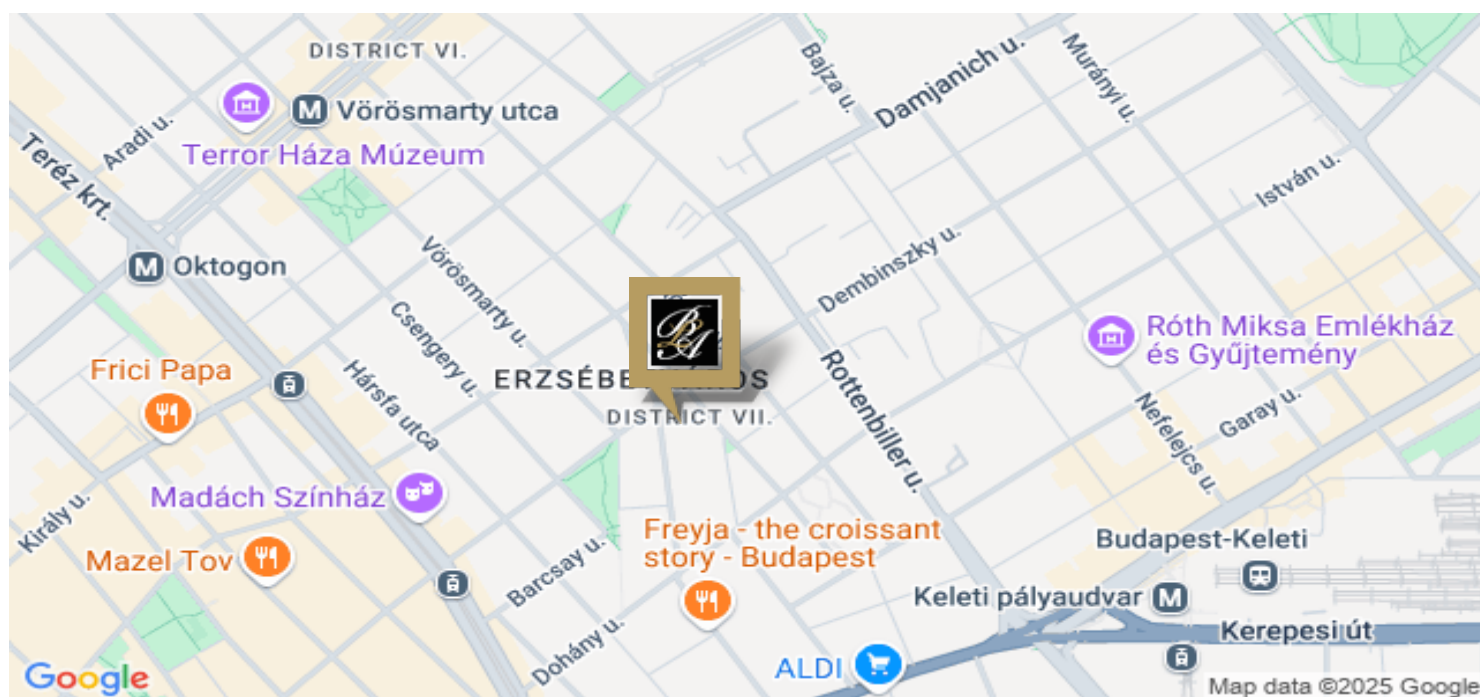 DISTRICT VI.
Bajza u.
Damjanich u.
Murányi u.
Vörösmarty utca
Aradi u.
Terror Háza Múzeum
Teréz krt.
István u.
M Oktogon
Vörösmarty u.
Dembinszky u.
Csengery u.
Róth Miksa Emlékház
és Gyűjtemény
Frici Papa
Hársfa utca
BLA
DISTRICT VII.
Rottenbiller u.
Nefelejcs u.
Garay u.
Madách Színház
Király u.
Mazel Tov
Barcsay u.
Freyja - the croissant
story - Budapest
Budapest-Keleti
Keleti pályaudvar M
Dohány u.
Kerepesi út
ALDI
Google
Map data ©2025 Google